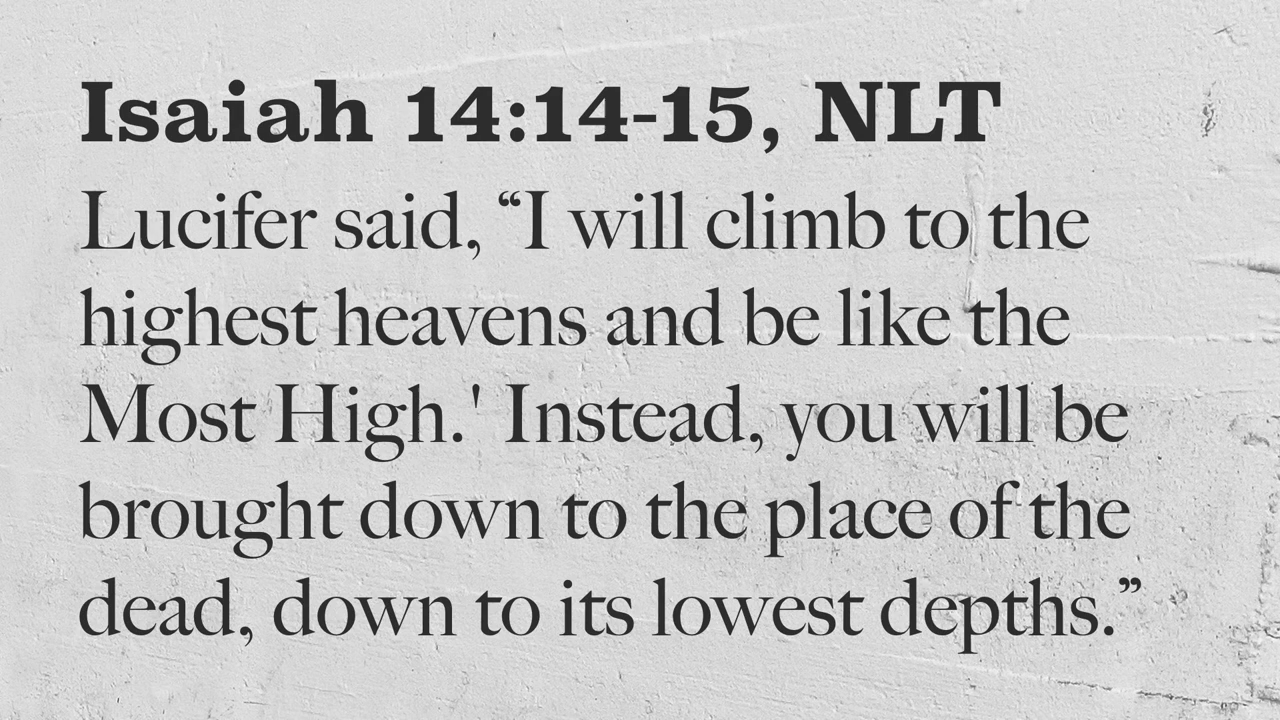 Isaiah 14:14-15, NLT
Lucifer said, “I will climb to the
highest heavens and be like the
Most High.' Instead, you will be
brought down to the place of the
dead, down to its lowest depths.”